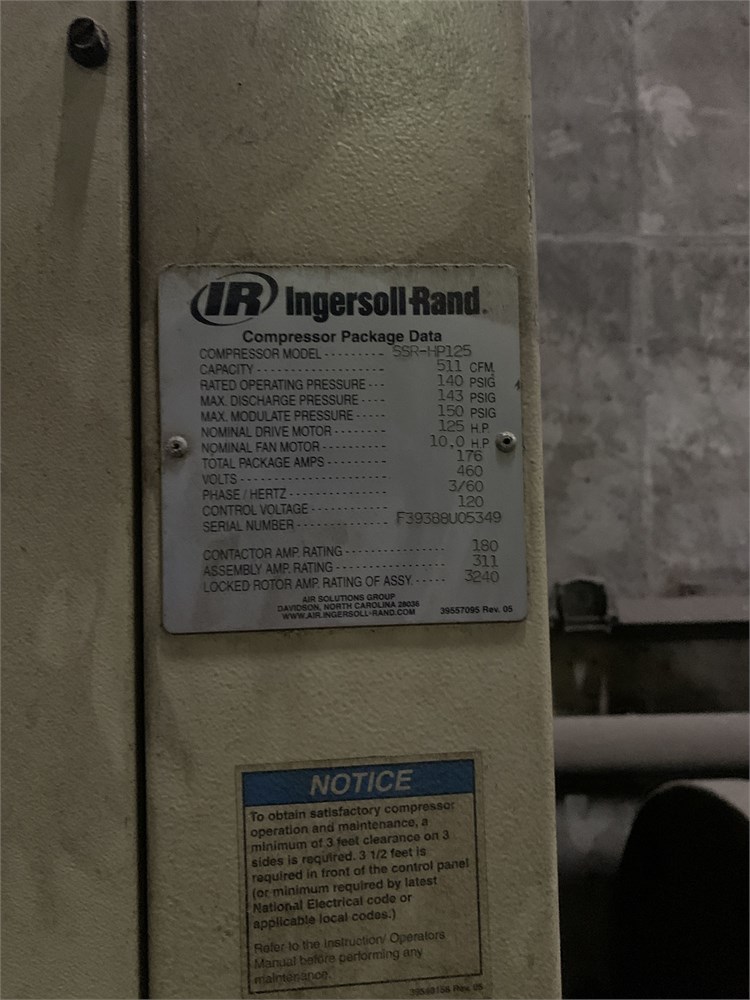 IR Ingersoll-Rand.
Compressor Package Data
COMPRESSOR MODEL --------- SSR-HP125
CAPACITY ------------------- 511 CFM
RATED OPERATING PRESSURE --- 140 PSIG
MAX. DISCHARGE PRESSURE ---- 143 PSIG
MAX. MODULATE PRESSURE ----- 150 PSIG
NOMINAL DRIVE MOTOR -------- 125 H.P
NOMINAL FAN MOTOR ---------- 10.0 H.P
TOTAL PACKAGE AMPS --------- 176
VOLTS ---------------------- 460
PHASE / HERTZ -------------- 3/60
CONTROL VOLTAGE ----------- 120
SERIAL NUMBER -------------- F39388U05349
CONTACTOR AMP. RATING --------------- 180
ASSEMBLY AMP. RATING ---------------- 311
LOCKED ROTOR AMP. RATING OF ASSY. ----- 3240
AIR SOLUTIONS GROUP
DAVIDSON, NORTH CAROLINA 28036
WWW.AIR.INGERSOLL-RAND.COM 39557095 Rev. 05
NOTICE
To obtain satisfactory compressor
operation and maintenance, a
minimum of 3 feet clearance on 3
sides is required. 3 1/2 feet is
required in front of the control panel
(or minimum required by latest
National Electrical code or
applicable local codes.)
Refer to the Instruction/ Operators
Manual before performing any
maintenance.
Rev. 05